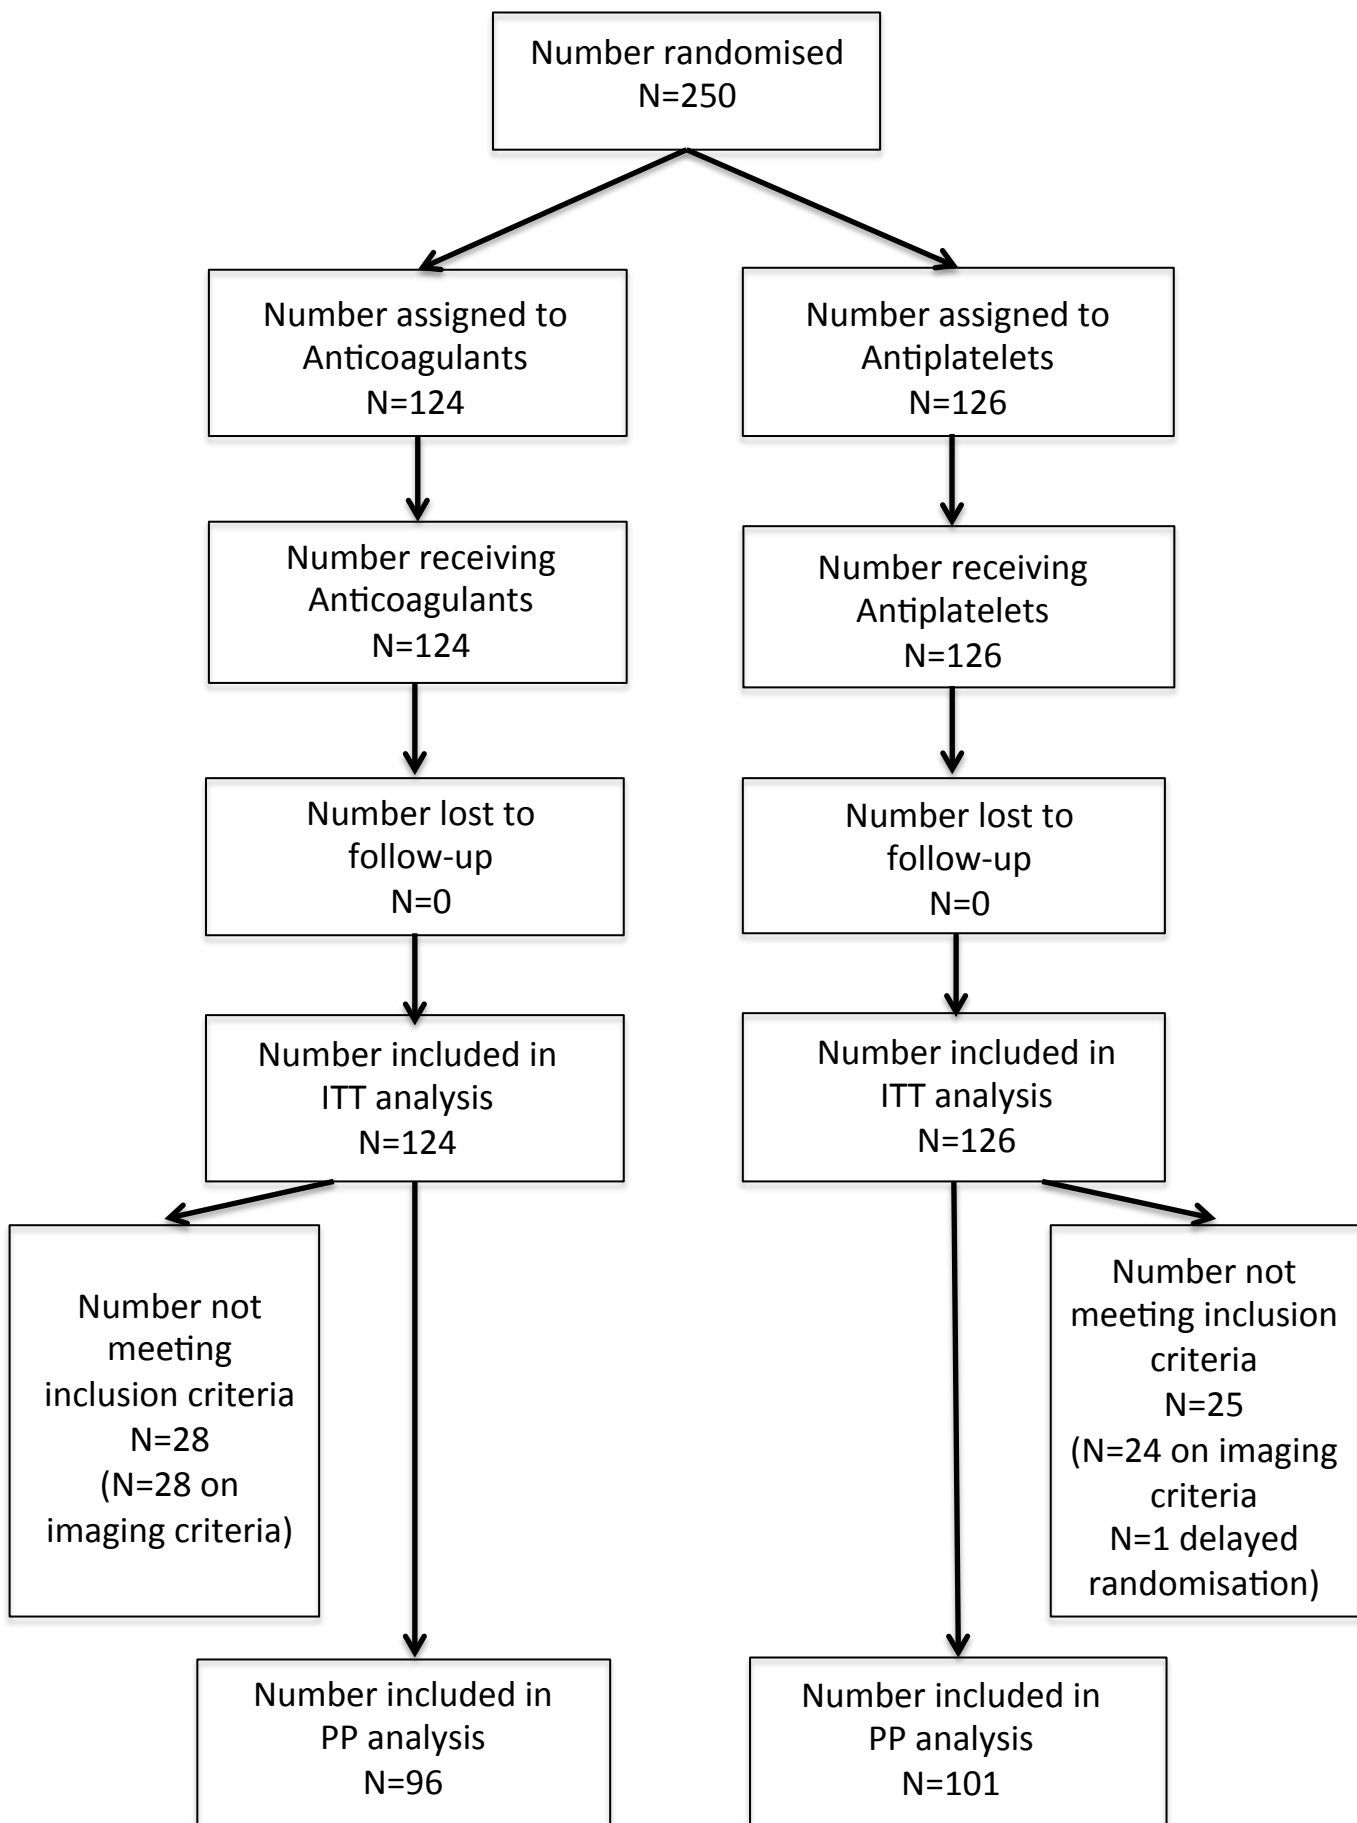 Number randomised
N=250
Number assigned to
Anticoagulants
N=124
Number assigned to
Antiplatelets
N=126
Number receiving
Anticoagulants
N=124
Number receiving
Antiplatelets
N=126
Number lost to
follow-up
N=0
Number lost to
follow-up
N=0
Number included in
ITT analysis
N=124
Number included in
ITT analysis
N=126
Number not
meeting
inclusion criteria
N=28
(N=28 on
imaging criteria)
Number not
meeting inclusion
criteria
N=25
(N=24 on imaging
criteria
N=1 delayed
randomisation)
Number included in
PP analysis
N=96
Number included in
PP analysis
N=101